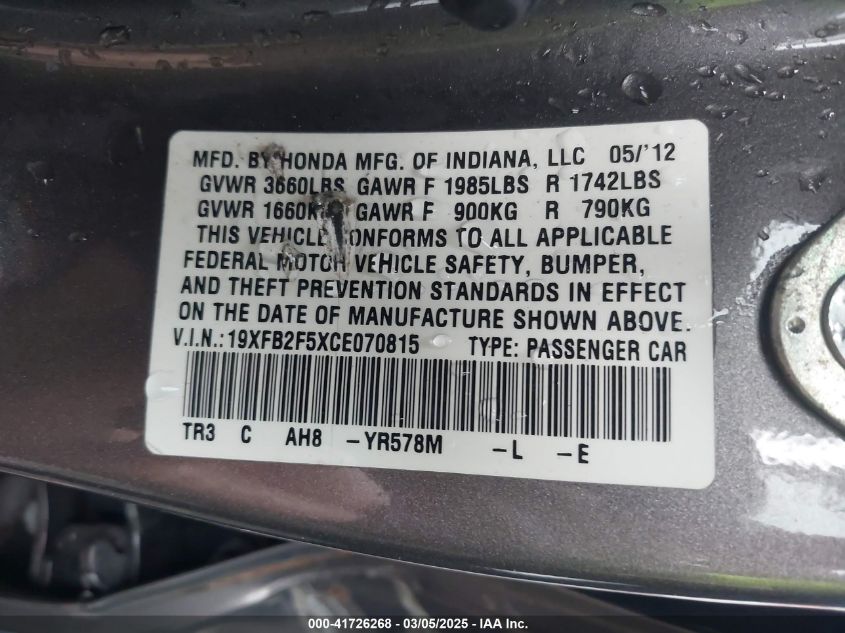 MFD. BY HONDA MFG. OF INDIANA, LLC 05/'12
GVWR 3660LBS GAWR F 1985LBS R 1742LBS
GVWR 1660KG GAWR F 900KG R 790KG
THIS VEHICLE CONFORMS TO ALL APPLICABLE
FEDERAL MOTOR VEHICLE SAFETY, BUMPER,
AND THEFT PREVENTION STANDARDS IN EFFECT
ON THE DATE OF MANUFACTURE SHOWN ABOVE.
V.I.N.:19XFB2F5XCE070815 TYPE: PASSENGER CAR
TR3 C AH8 -YR578M -L -E
000-41726268 - 03/05/2025 - IAA Inc.